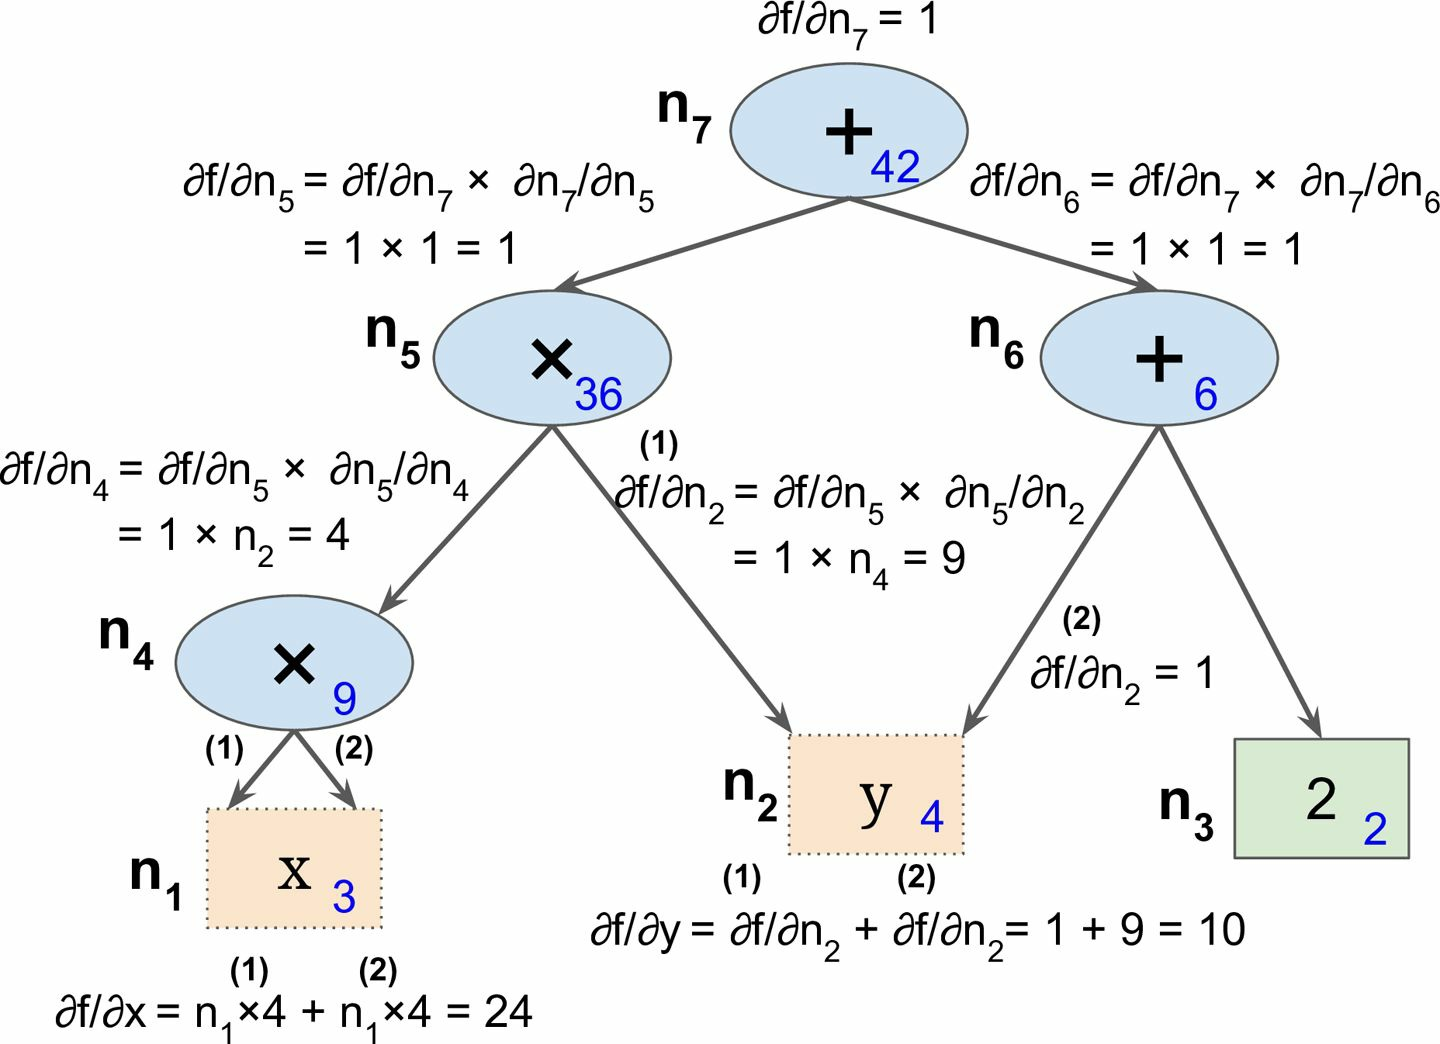 ∂f/∂n₇ = 1
n₇
+
42
∂f/∂n₅ = ∂f/∂n₇ × ∂n₇/∂n₅
= 1 × 1 = 1
∂f/∂n₆ = ∂f/∂n₇ × ∂n₇/∂n₆
= 1 × 1 = 1
n₅
×
36
n₆
+
6
∂f/∂n₄ = ∂f/∂n₅ × ∂n₅/∂n₄
= 1 × n₂ = 4
(1)
∂f/∂n₂ = ∂f/∂n₅ × ∂n₅/∂n₂
= 1 × n₄ = 9
(2)
∂f/∂n₂ = 1
n₄
×
9
(1) (2)
n₁
x 3
n₂
y 4
n₃
2 2
(1) (2)
∂f/∂y = ∂f/∂n₂ + ∂f/∂n₂= 1 + 9 = 10
(1) (2)
∂f/∂x = n₁×4 + n₁×4 = 24